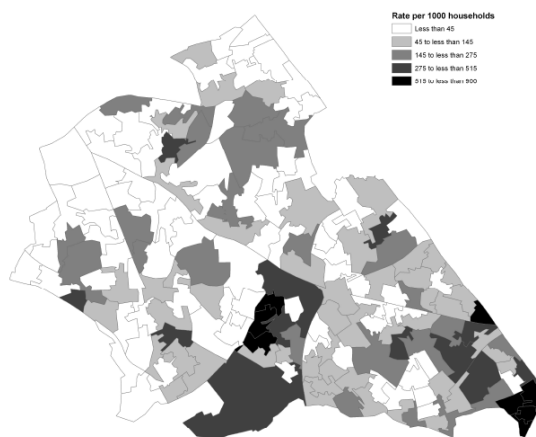 Rate per 1000 households
Less than 45
45 to less than 145
145 to less than 275
275 to less than 515
515 to less than 900